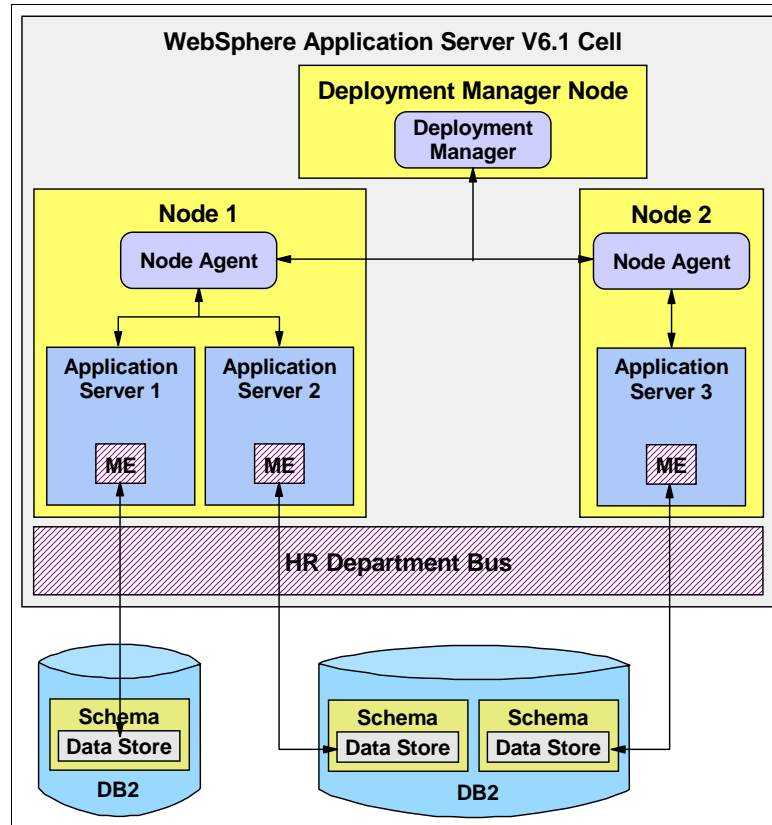 WebSphere Application Server V6.1 Cell
Deployment Manager Node
Deployment
Manager
Node 1
Node Agent
Application
Server 1
ME
Application
Server 2
ME
Node 2
Node Agent
Application
Server 3
ME
HR Department Bus
Schema
Data Store
DB2
Schema
Data Store
Schema
Data Store
DB2